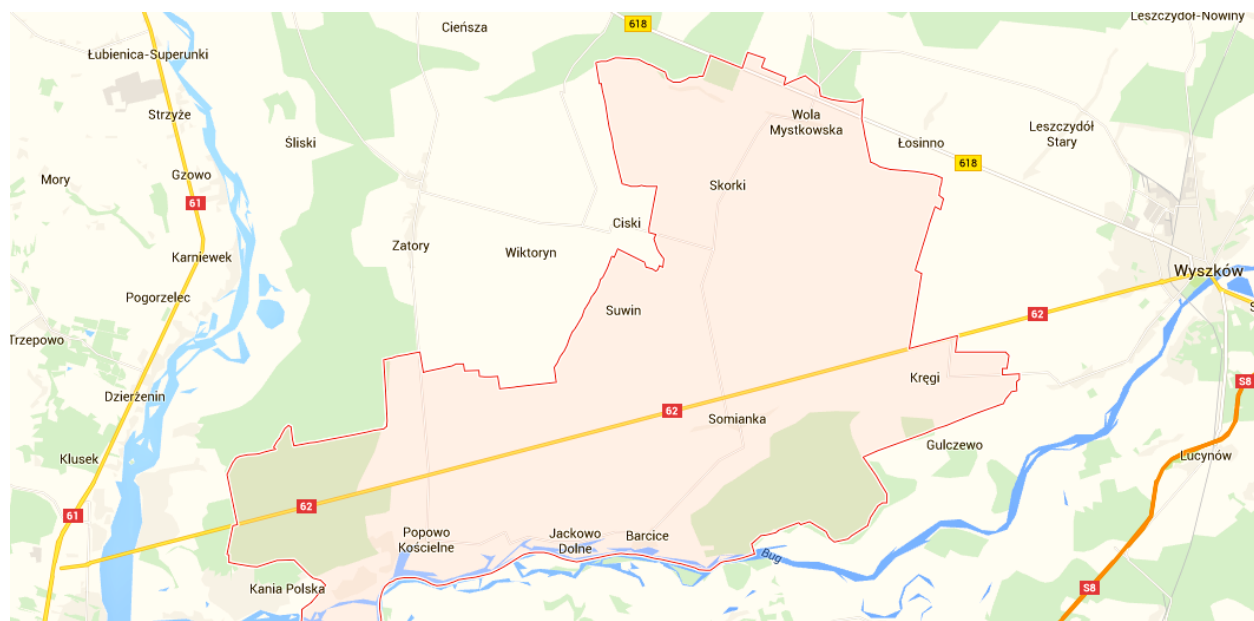 Cieńsza
618
Leszczydół-Nowiny
Łubienica-Superunki
Strzyże
Wola
Mystkowska
Leszczydół
Stary
Śliski
Łosinno
618
Mory
Gzowo
Skorki
61
Ciski
Zatory
Wiktoryn
Karniewek
Wyszków
Pogorzelec
Suwin
62
S
Trzepowo
Kręgi
S8
Dzierżenin
62
Somianka
Gulczewo
Klusek
Lucynów
62
61
Popowo
Kościelne
Jackowo
Dolne
Barcice
Bug
Kania Polska
S8